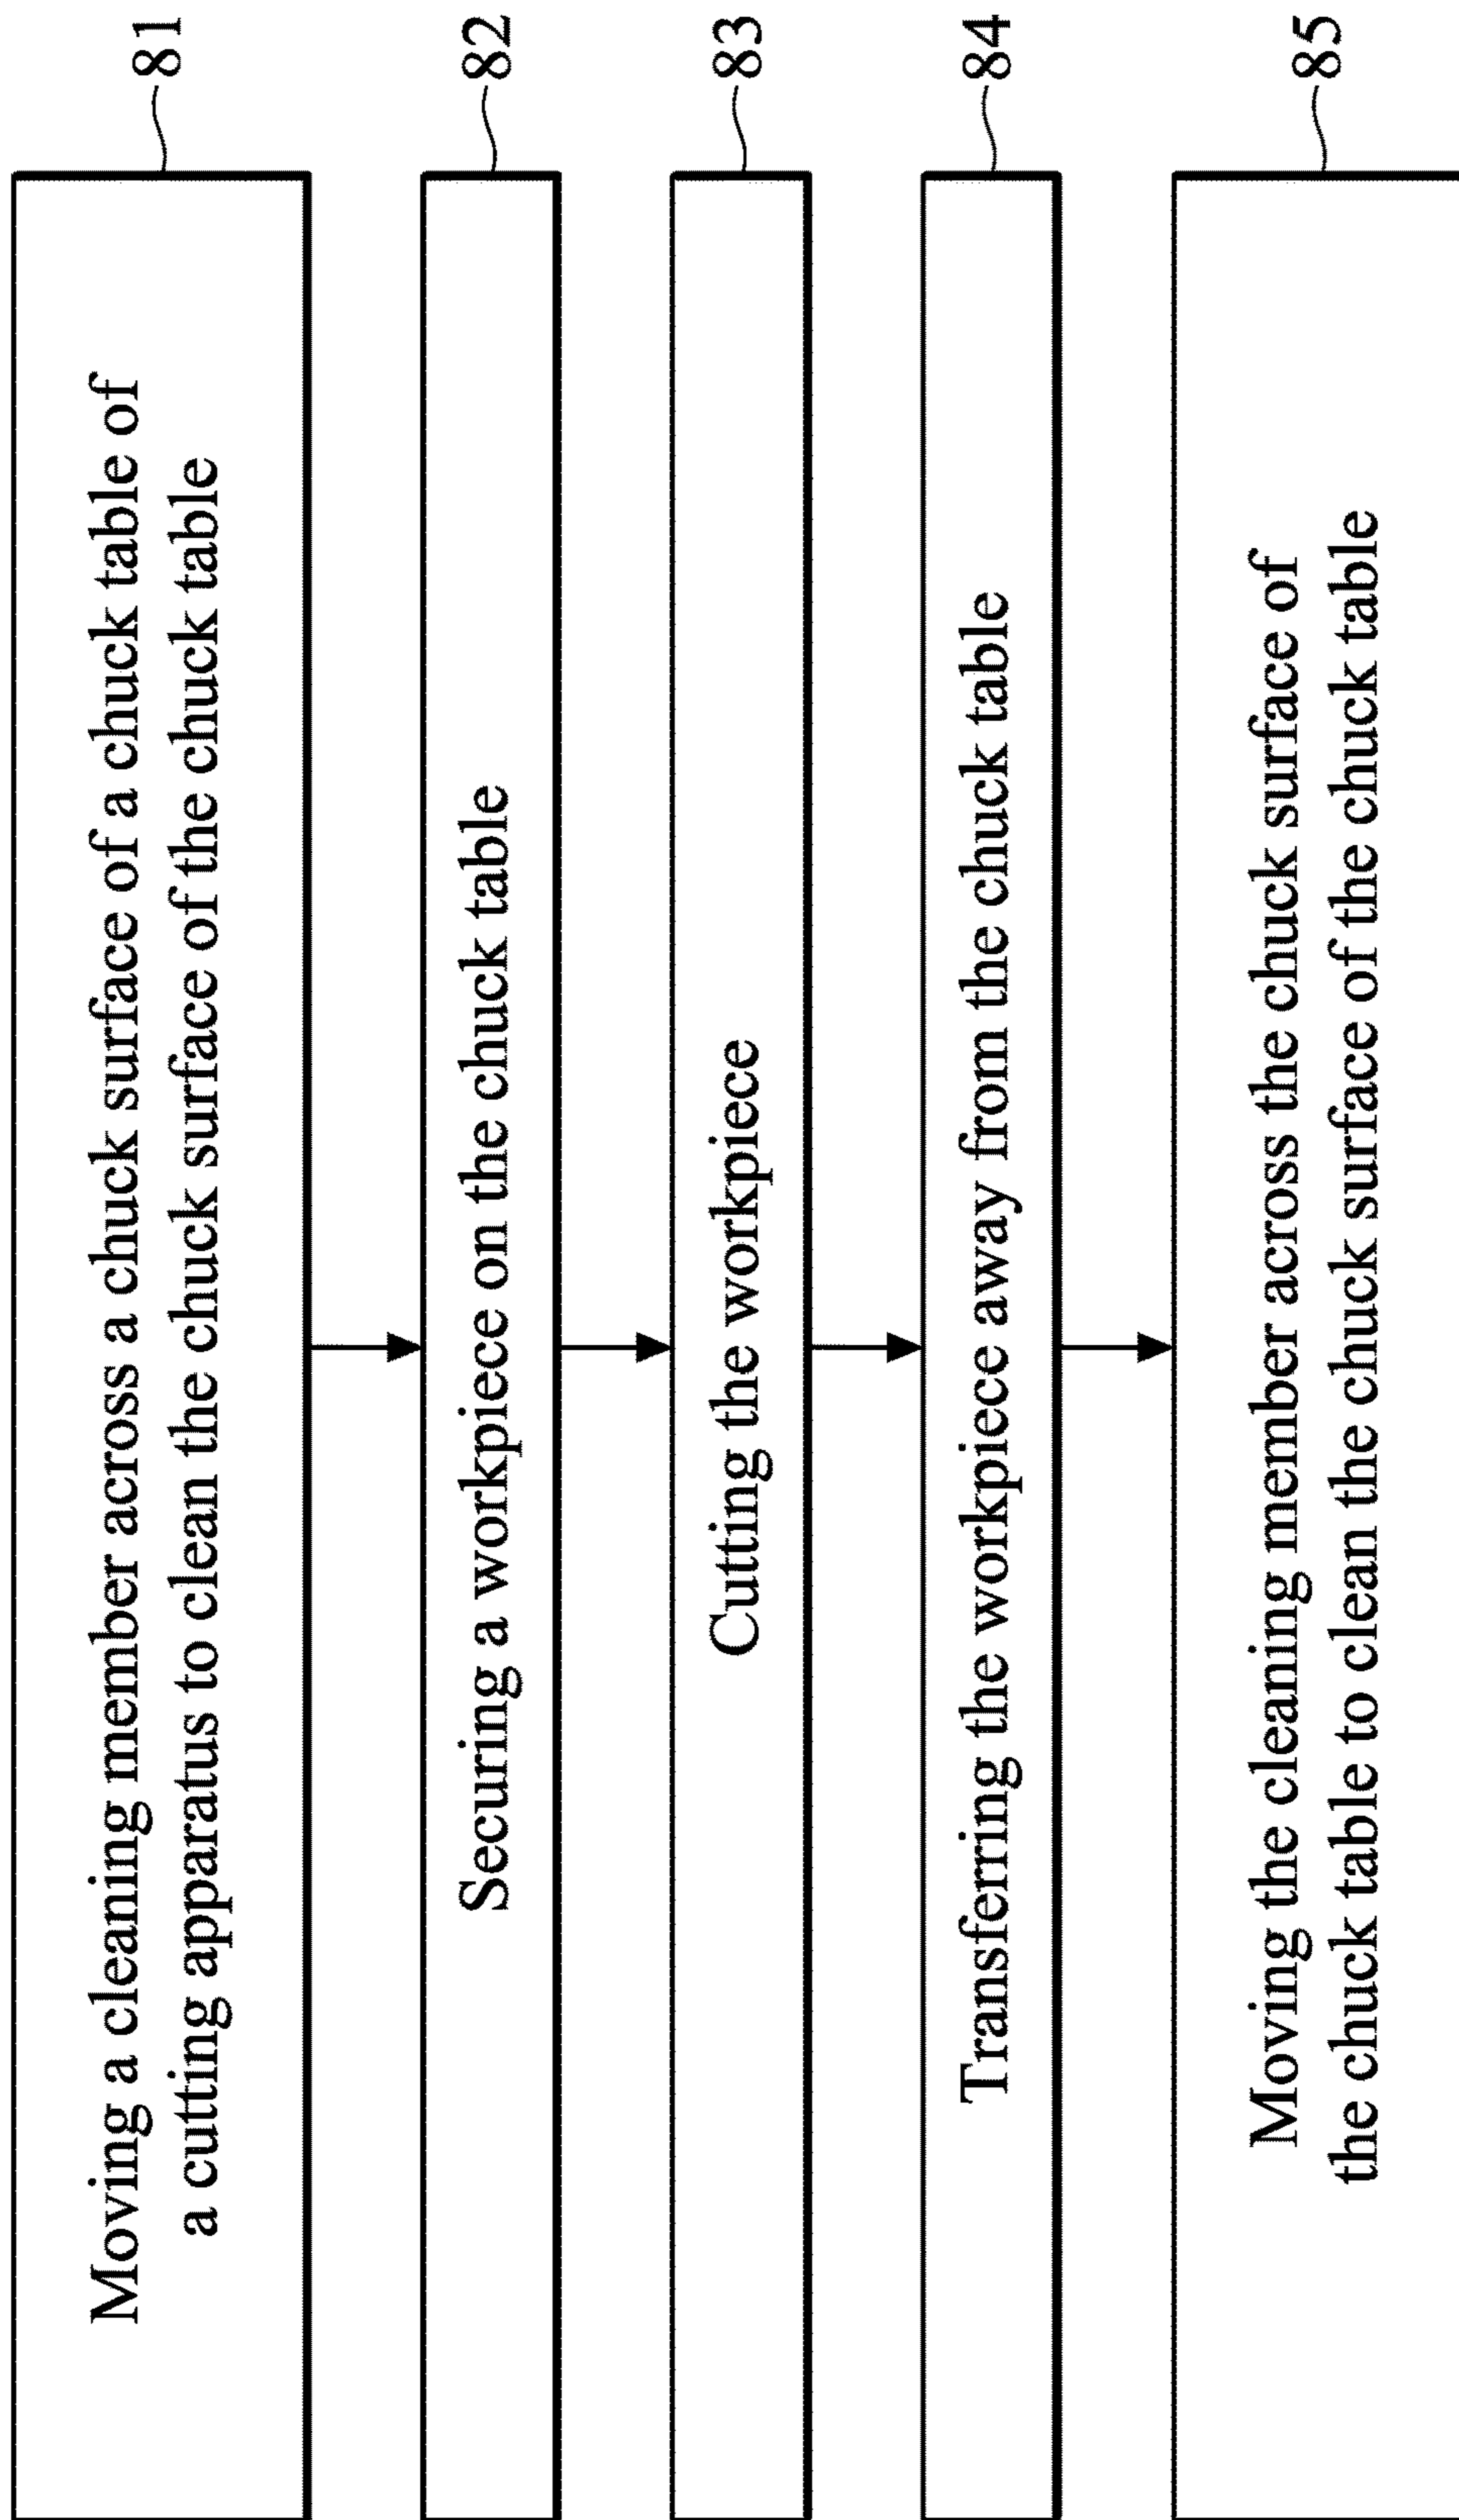 Moving a cleaning member across a chuck surface of a chuck table of
a cutting apparatus to clean the chuck surface of the chuck table
81
Securing a workpiece on the chuck table
82
Cutting the workpiece
83
Transferring the workpiece away from the chuck table
84
Moving the cleaning member across the chuck surface of
the chuck table to clean the chuck surface of the chuck table
85